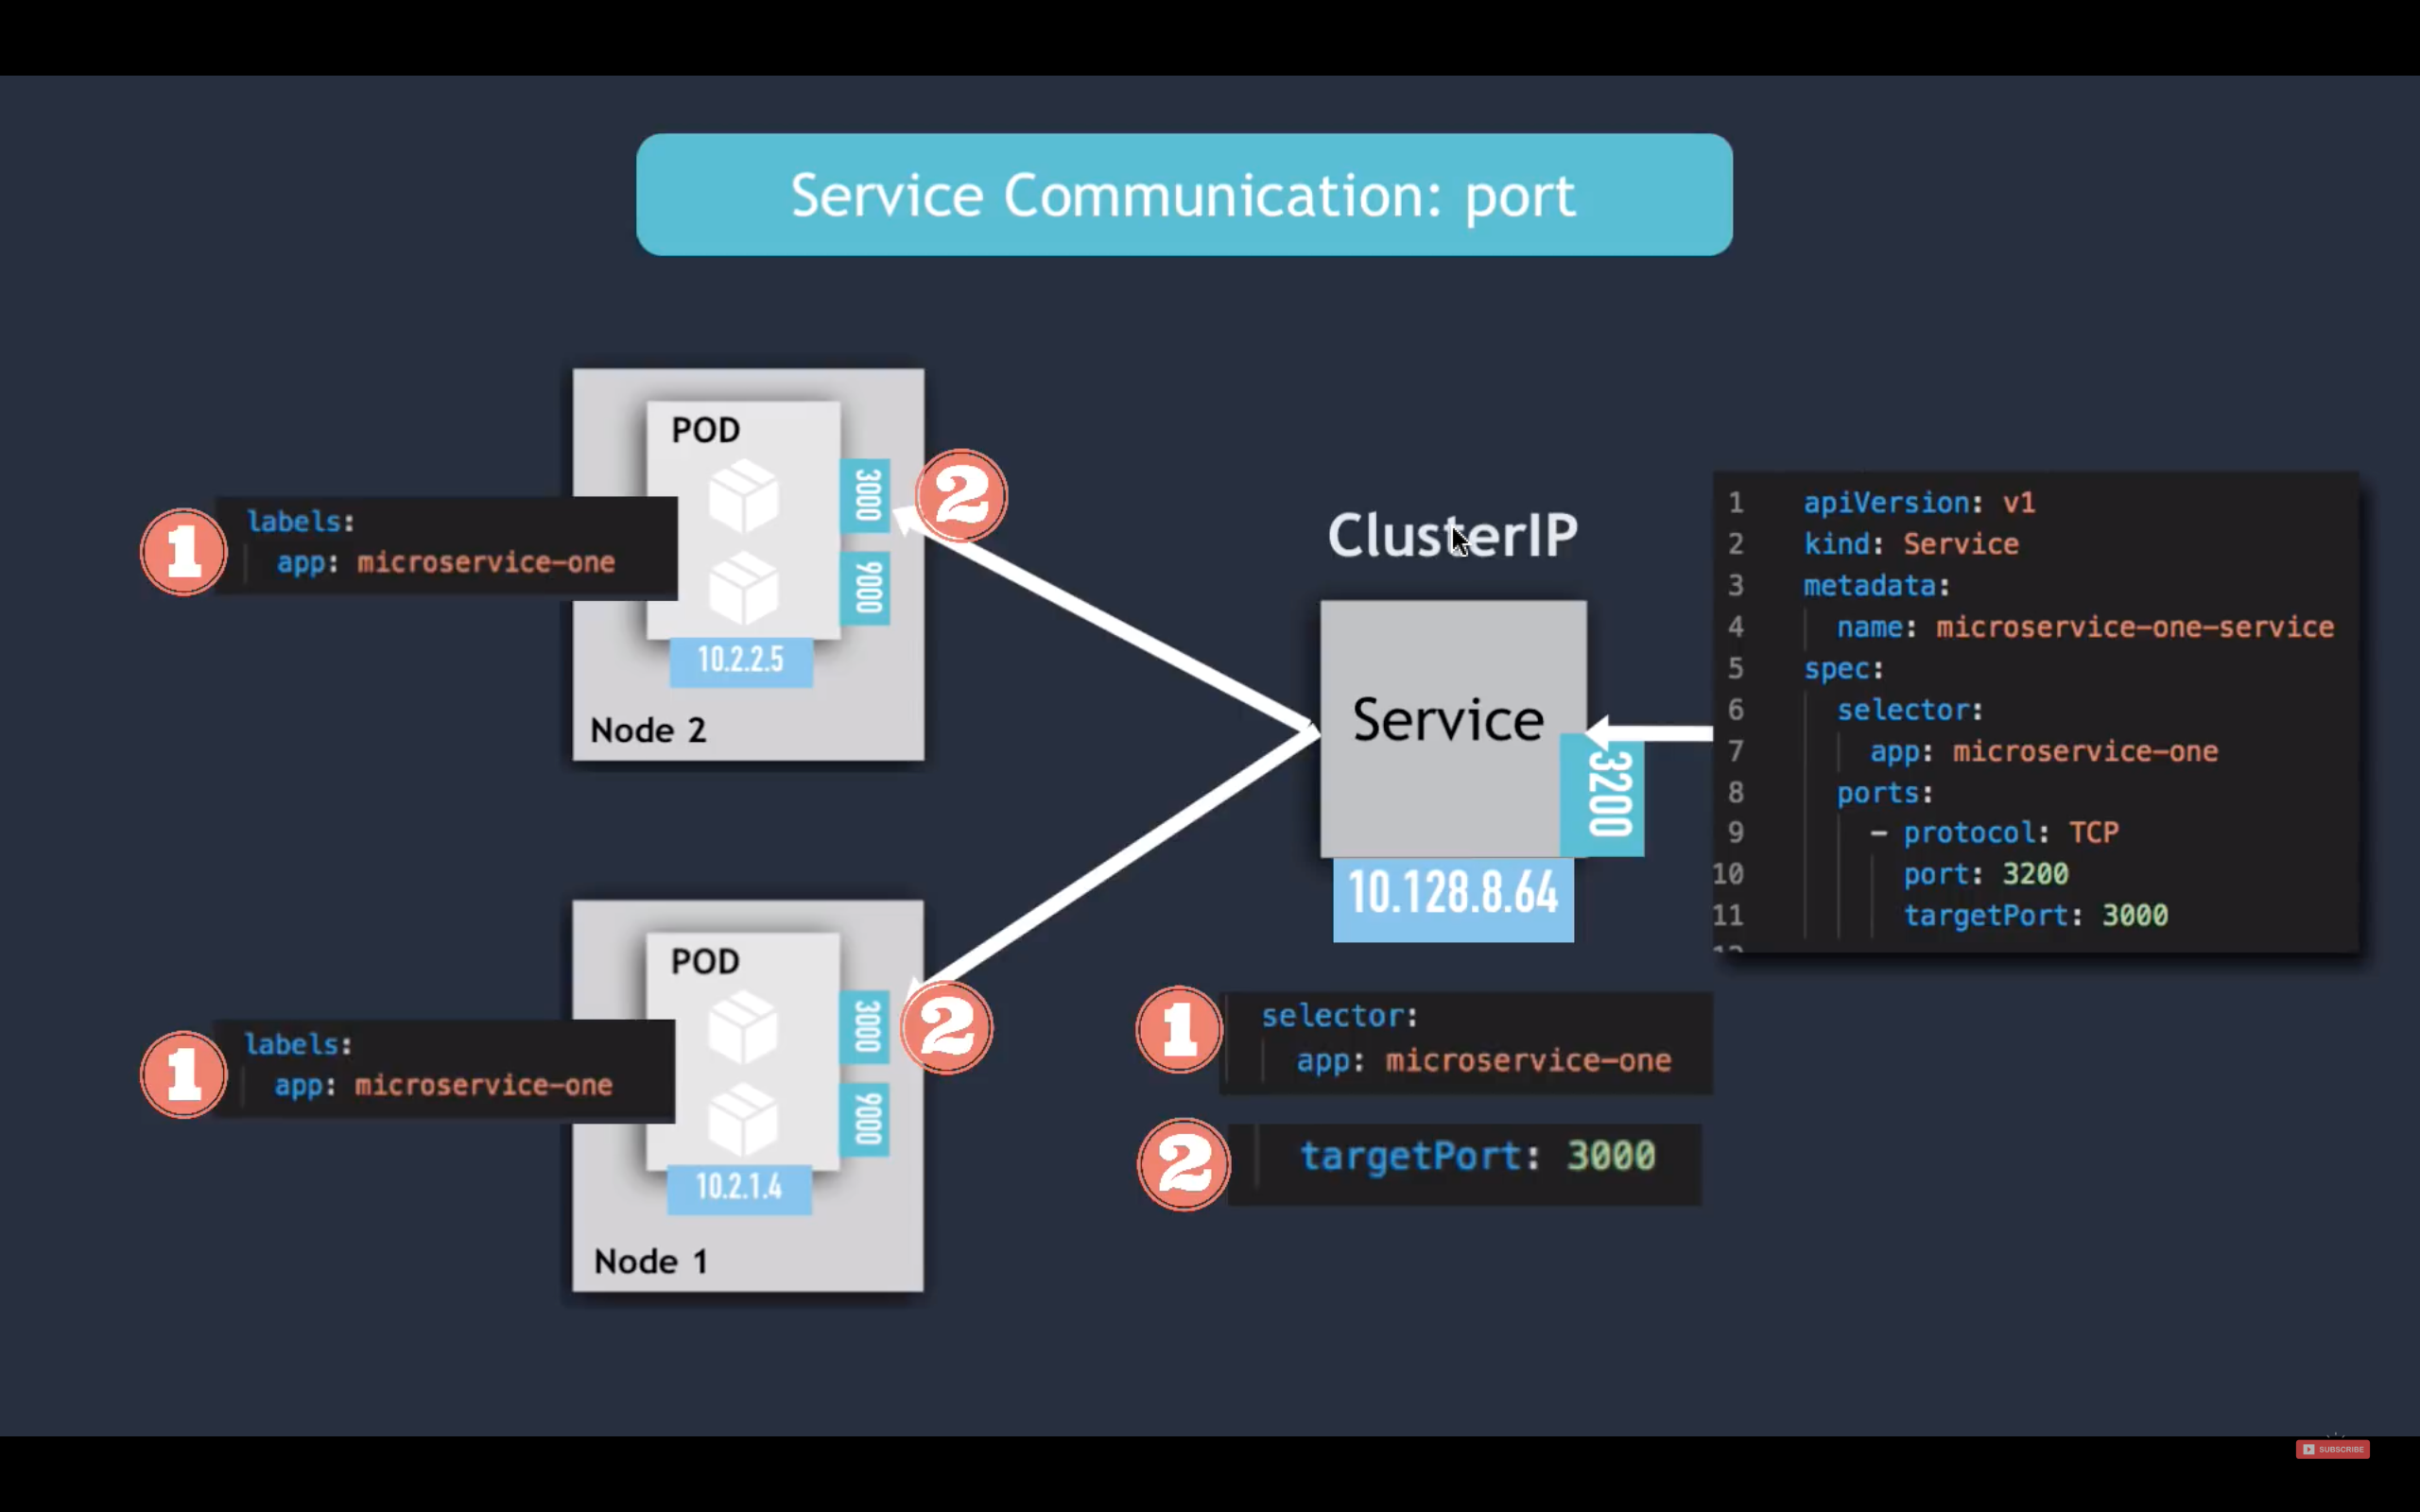 Service Communication: port
POD
3000
9000
2
1
labels:
app: microservice-one
10.2.2.5
Node 2
ClusterIP
Service
3200
10.128.8.64
1 apiVersion: v1
2 kind: Service
3 metadata:
4 name: microservice-one-service
5 spec:
6 selector:
7 app: microservice-one
8 ports:
9 - protocol: TCP
10 port: 3200
11 targetPort: 3000
POD
3000
9000
2
1
labels:
app: microservice-one
10.2.1.4
Node 1
1
selector:
app: microservice-one
2
targetPort: 3000
SUBSCRIBE